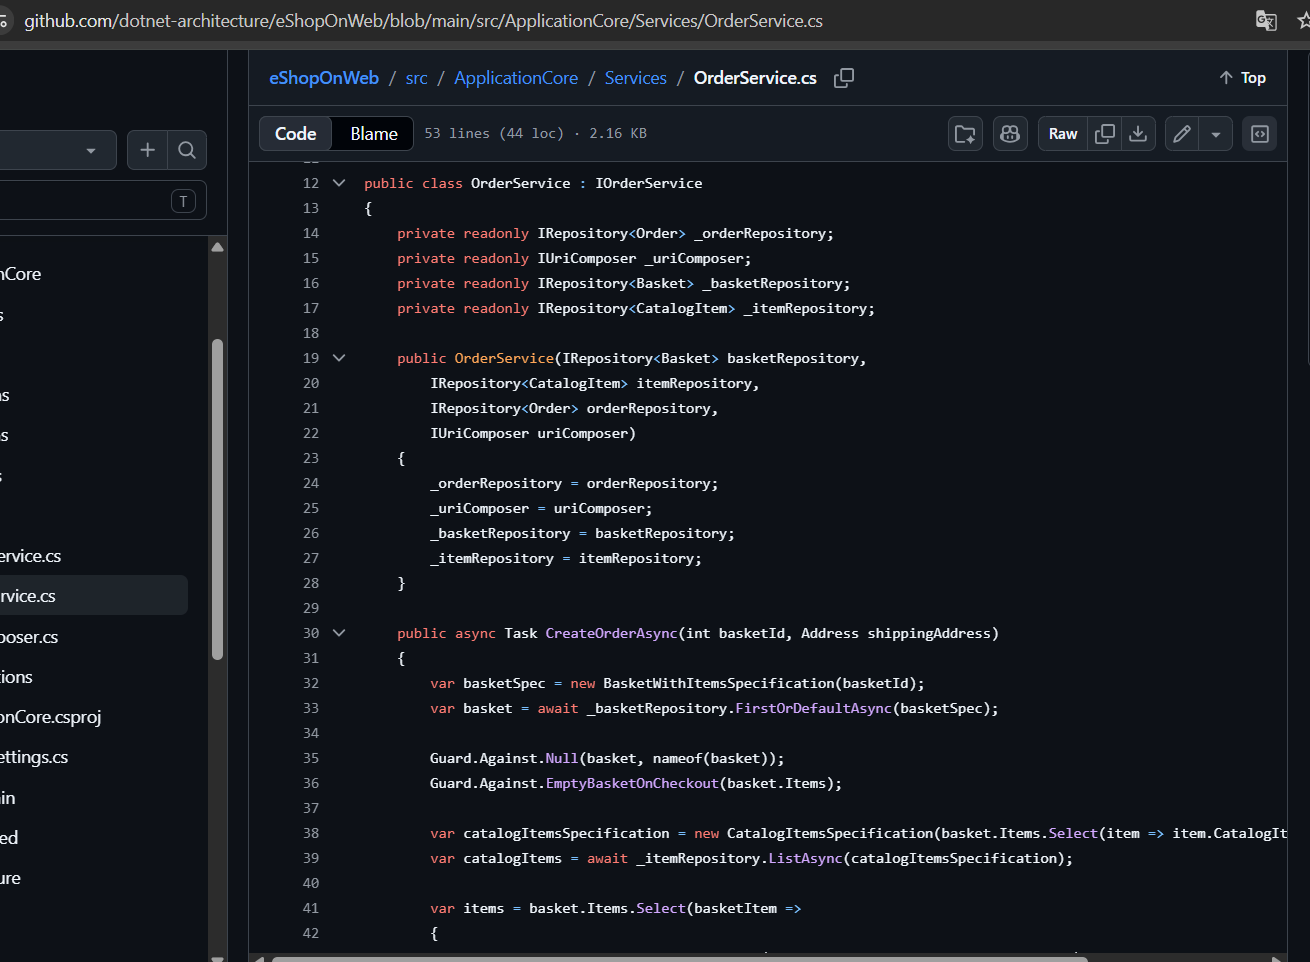 github.com/dotnet-architecture/eShopOnWeb/blob/main/src/ApplicationCore/Services/OrderService.cs
eShopOnWeb / src / ApplicationCore / Services / OrderService.cs
Top
Code Blame 53 lines (44 loc) · 2.16 KB Raw
T
nCore
s
ns
s
s
ervice.cs
rvice.cs
poser.cs
ions
onCore.csproj
ettings.cs
in
ed
ure
12 public class OrderService : IOrderService
13 {
14 private readonly IRepository<Order> _orderRepository;
15 private readonly IUriComposer _uriComposer;
16 private readonly IRepository<Basket> _basketRepository;
17 private readonly IRepository<CatalogItem> _itemRepository;
18
19 public OrderService(IRepository<Basket> basketRepository,
20 IRepository<CatalogItem> itemRepository,
21 IRepository<Order> orderRepository,
22 IUriComposer uriComposer)
23 {
24 _orderRepository = orderRepository;
25 _uriComposer = uriComposer;
26 _basketRepository = basketRepository;
27 _itemRepository = itemRepository;
28 }
29
30 public async Task CreateOrderAsync(int basketId, Address shippingAddress)
31 {
32 var basketSpec = new BasketWithItemsSpecification(basketId);
33 var basket = await _basketRepository.FirstOrDefaultAsync(basketSpec);
34
35 Guard.Against.Null(basket, nameof(basket));
36 Guard.Against.EmptyBasketOnCheckout(basket.Items);
37
38 var catalogItemsSpecification = new CatalogItemsSpecification(basket.Items.Select(item => item.CatalogIt
39 var catalogItems = await _itemRepository.ListAsync(catalogItemsSpecification);
40
41 var items = basket.Items.Select(basketItem =>
42 {